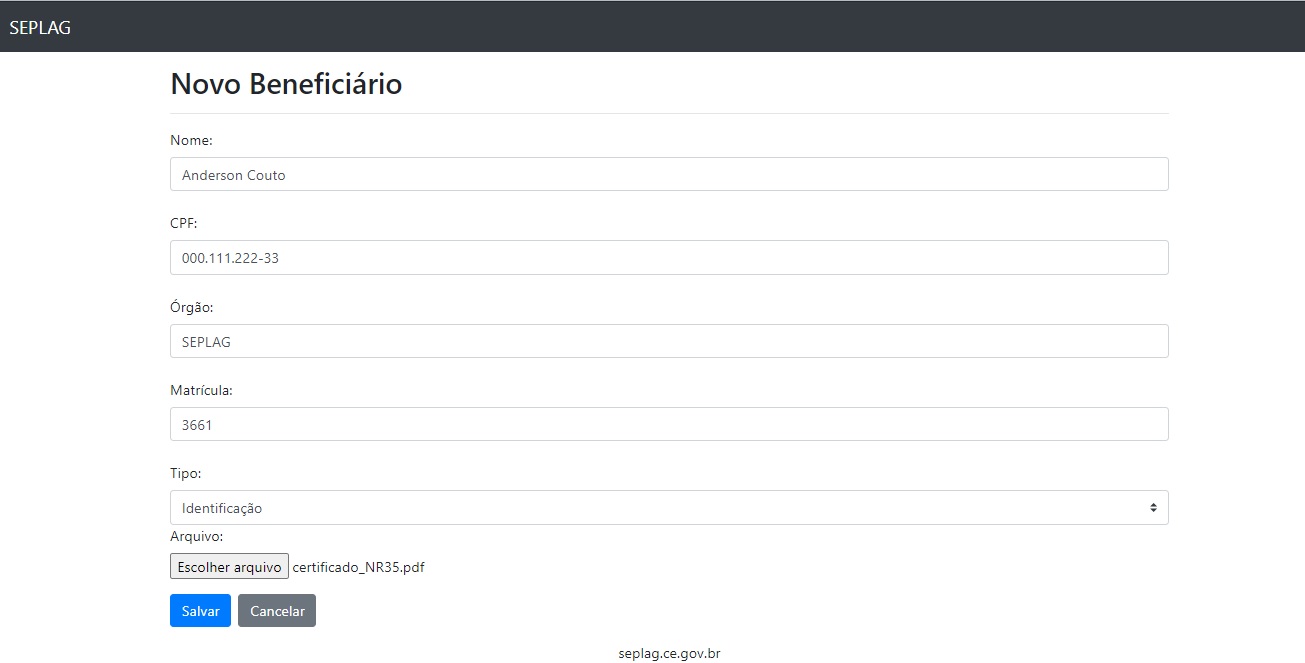 SEPLAG
Novo Beneficiário
Nome:
Anderson Couto
CPF:
000.111.222-33
Órgão:
SEPLAG
Matrícula:
3661
Tipo:
Identificação
Arquivo:
Escolher arquivo certificado_NR35.pdf
Salvar Cancelar
seplag.ce.gov.br